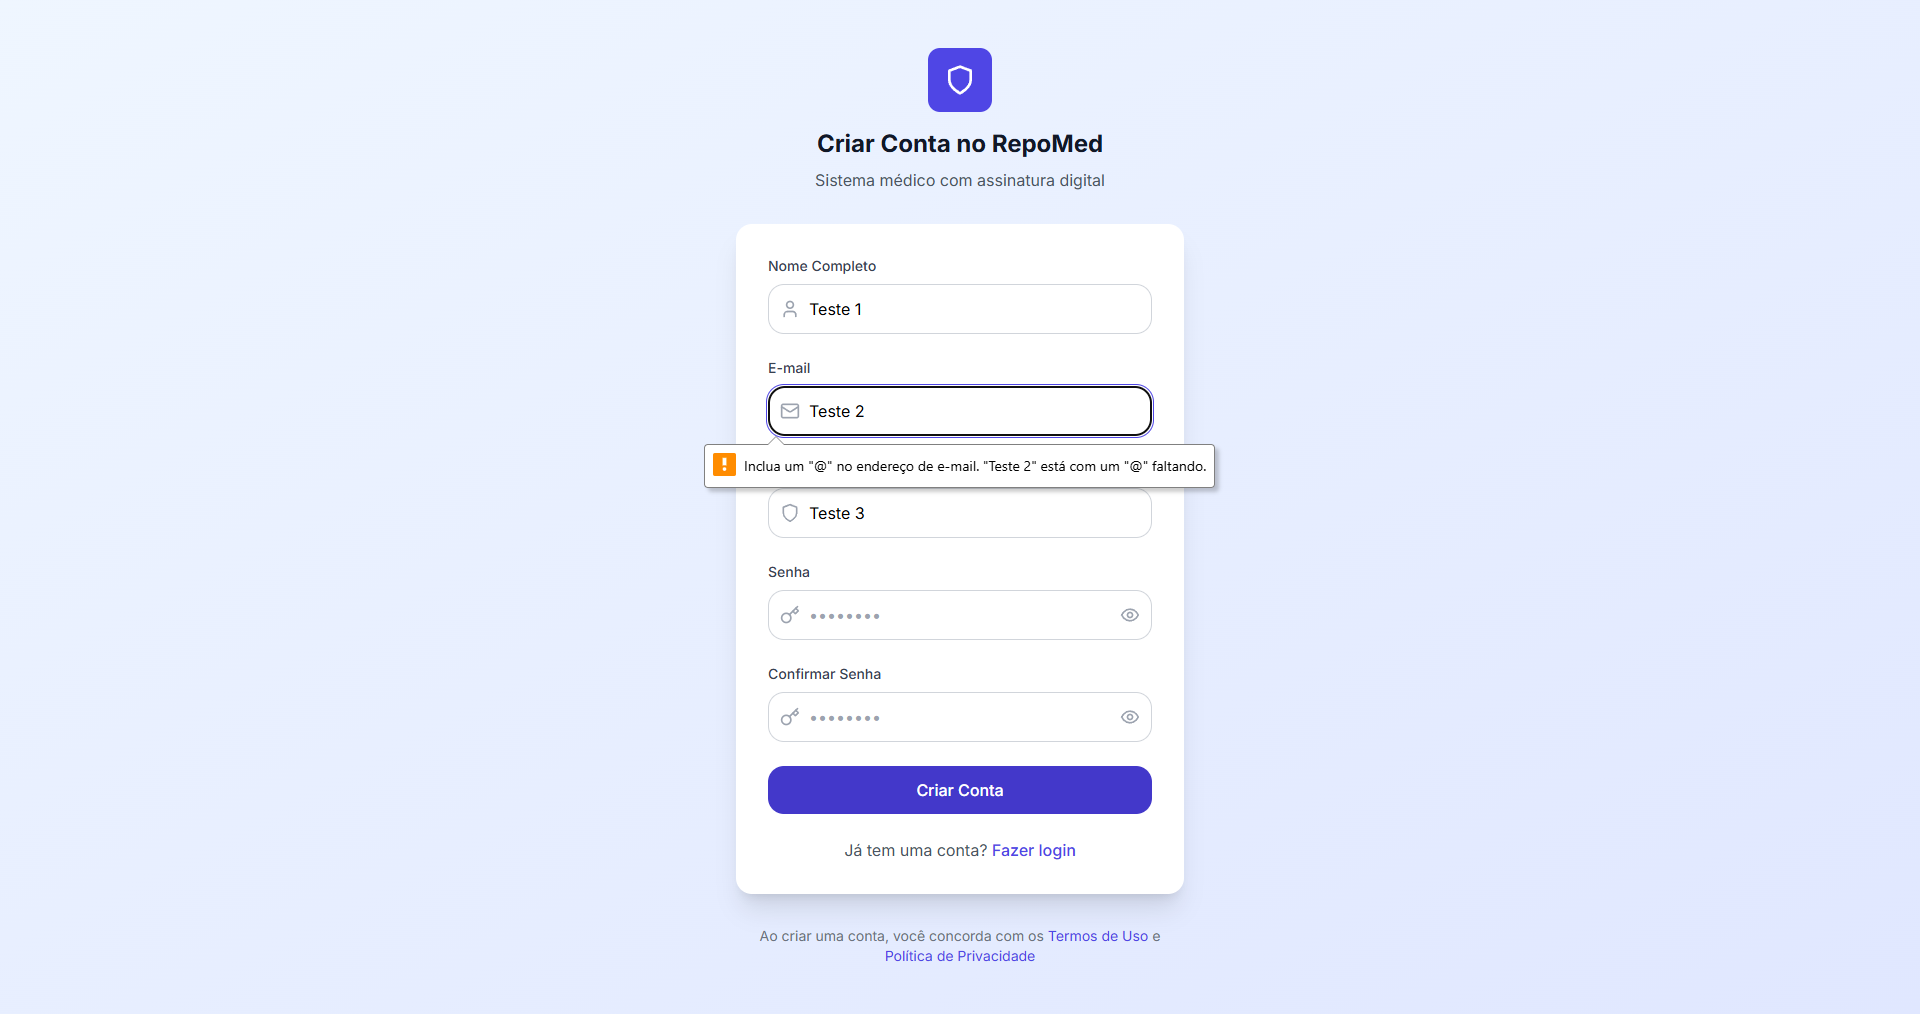 Criar Conta no RepoMed
Sistema médico com assinatura digital
Nome Completo
Teste 1
E-mail
Teste 2
Inclua um "@" no endereço de e-mail. "Teste 2" está com um "@" faltando.
Teste 3
Senha
••••••••
Confirmar Senha
••••••••
Criar Conta
Já tem uma conta? Fazer login
Ao criar uma conta, você concorda com os Termos de Uso e
Política de Privacidade